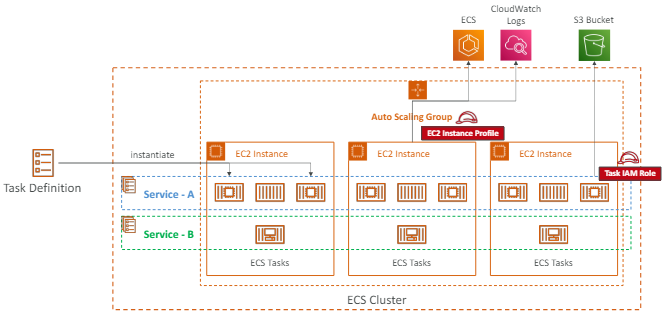 ECS
CloudWatch
Logs
S3 Bucket
Auto Scaling Group
EC2 Instance Profile
instantiate
EC2 Instance
EC2 Instance
EC2 Instance
Task IAM Role
Task Definition
Service - A
Service - B
ECS Tasks
ECS Tasks
ECS Tasks
ECS Cluster